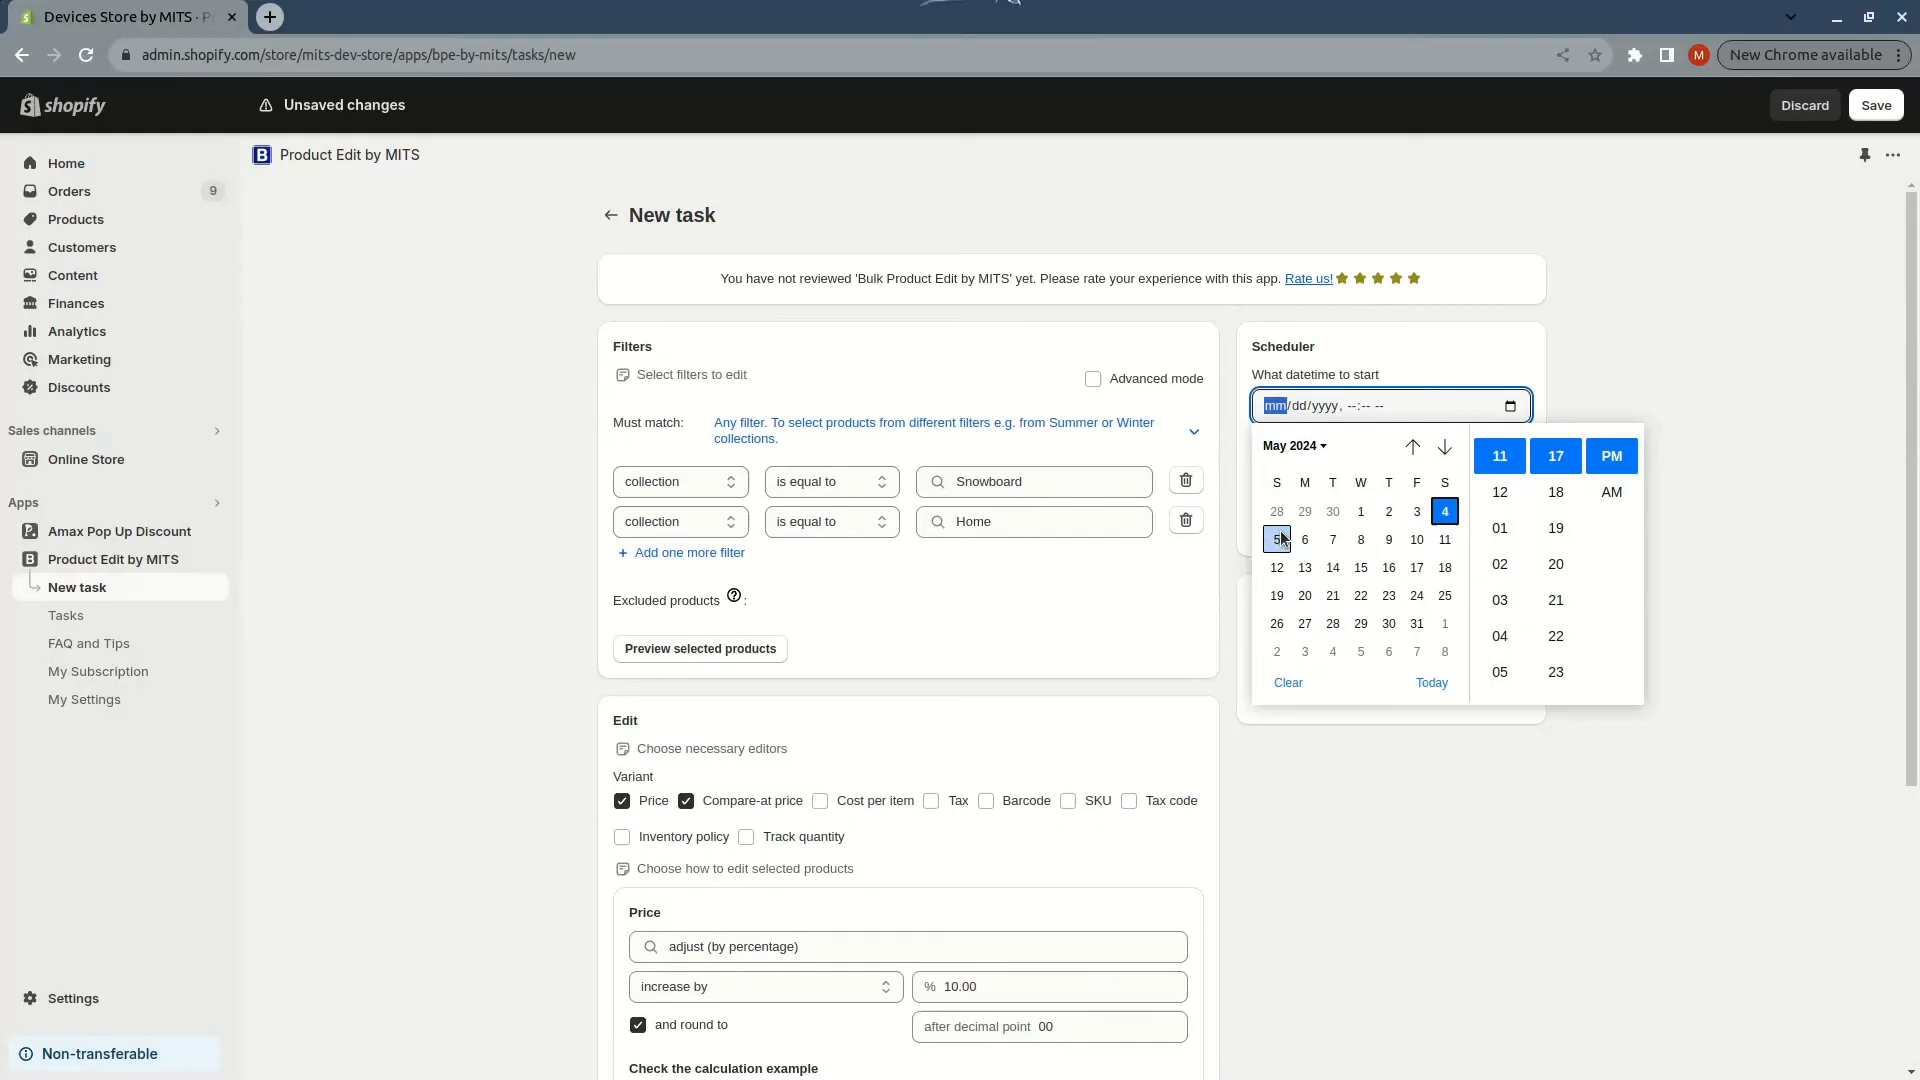 Devices Store by MITS · P
admin.shopify.com/store/mits-dev-store/apps/bpe-by-mits/tasks/new
M
New Chrome available
shopify
Unsaved changes
Discard
Save
Home
Orders
9
Products
Customers
Content
Finances
Analytics
Marketing
Discounts
Sales channels
Online Store
Apps
Amax Pop Up Discount
B Product Edit by MITS
New task
Tasks
FAQ and Tips
My Subscription
My Settings
Settings
Non-transferable
B Product Edit by MITS
New task
You have not reviewed 'Bulk Product Edit by MITS' yet. Please rate your experience with this app. Rate us!
Filters
Select filters to edit
Advanced mode
Must match:
Any filter. To select products from different filters e.g. from Summer or Winter
collections.
collection is equal to Snowboard
collection is equal to Home
+ Add one more filter
Excluded products ? :
Preview selected products
Edit
Choose necessary editors
Variant
Price Compare-at price Cost per item Tax Barcode SKU Tax code
Inventory policy Track quantity
Choose how to edit selected products
Price
adjust (by percentage)
increase by % 10.00
and round to after decimal point 00
Check the calculation example
Scheduler
What datetime to start
mm/dd/yyyy, --:-- --
May 2024
S M T W T F S
28 29 30 1 2 3 4
5 6 7 8 9 10 11
12 13 14 15 16 17 18
19 20 21 22 23 24 25
26 27 28 29 30 31 1
2 3 4 5 6 7 8
Clear Today
11 17 PM
12 18 AM
01 19
02 20
03 21
04 22
05 23